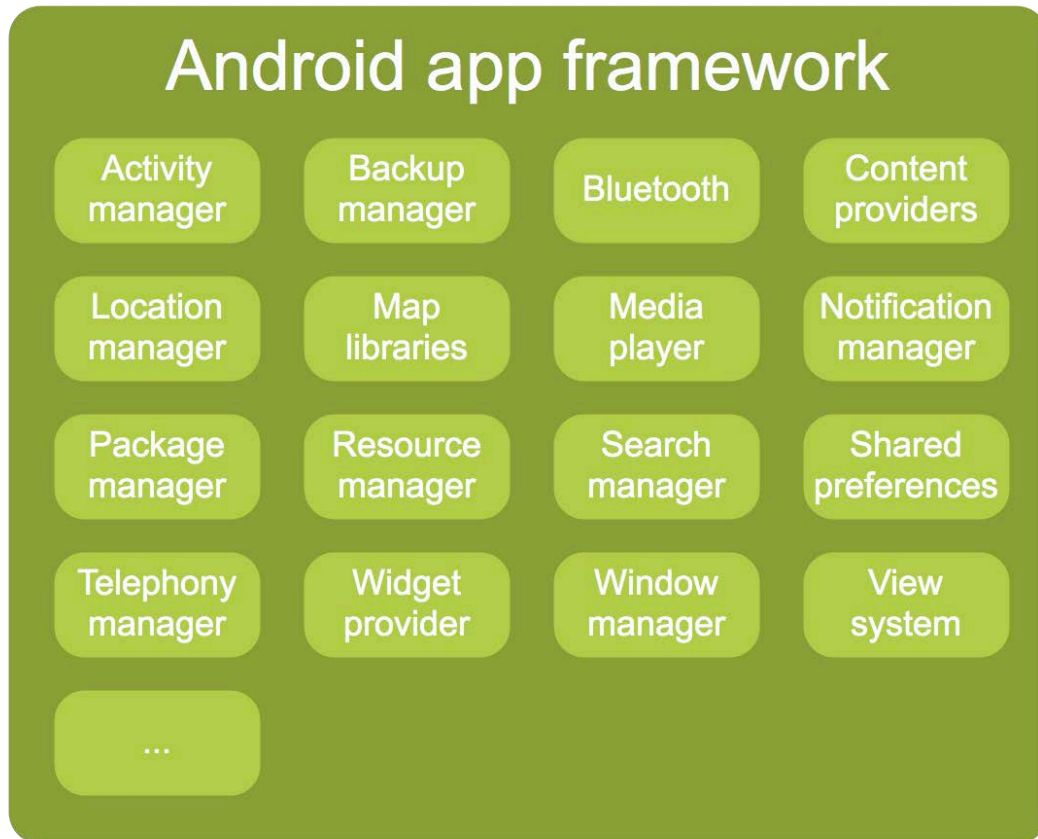 Android app framework
Activity
manager
Backup
manager
Bluetooth
Content
providers
Location
manager
Map
libraries
Media
player
Notification
manager
Package
manager
Resource
manager
Search
manager
Shared
preferences
Telephony
manager
Widget
provider
Window
manager
View
system
...